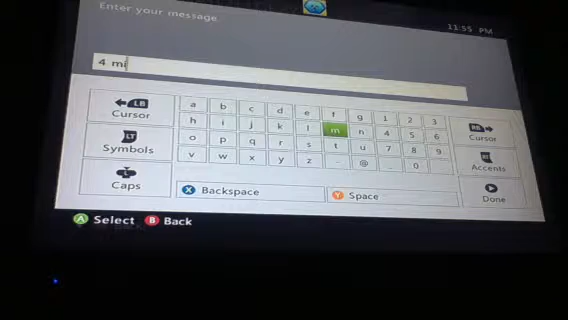 Enter your message.
11:55 PM
4 mi
LB
Cursor
LT
Symbols
L
Caps
a b c d e f g 1 2 3
h i j k l m n 4 5 6
o p q r s t u 7 8 9
v w x y z - @ _ . 0
X Backspace
Y Space
RB
Cursor
Accents
Done
A Select B Back